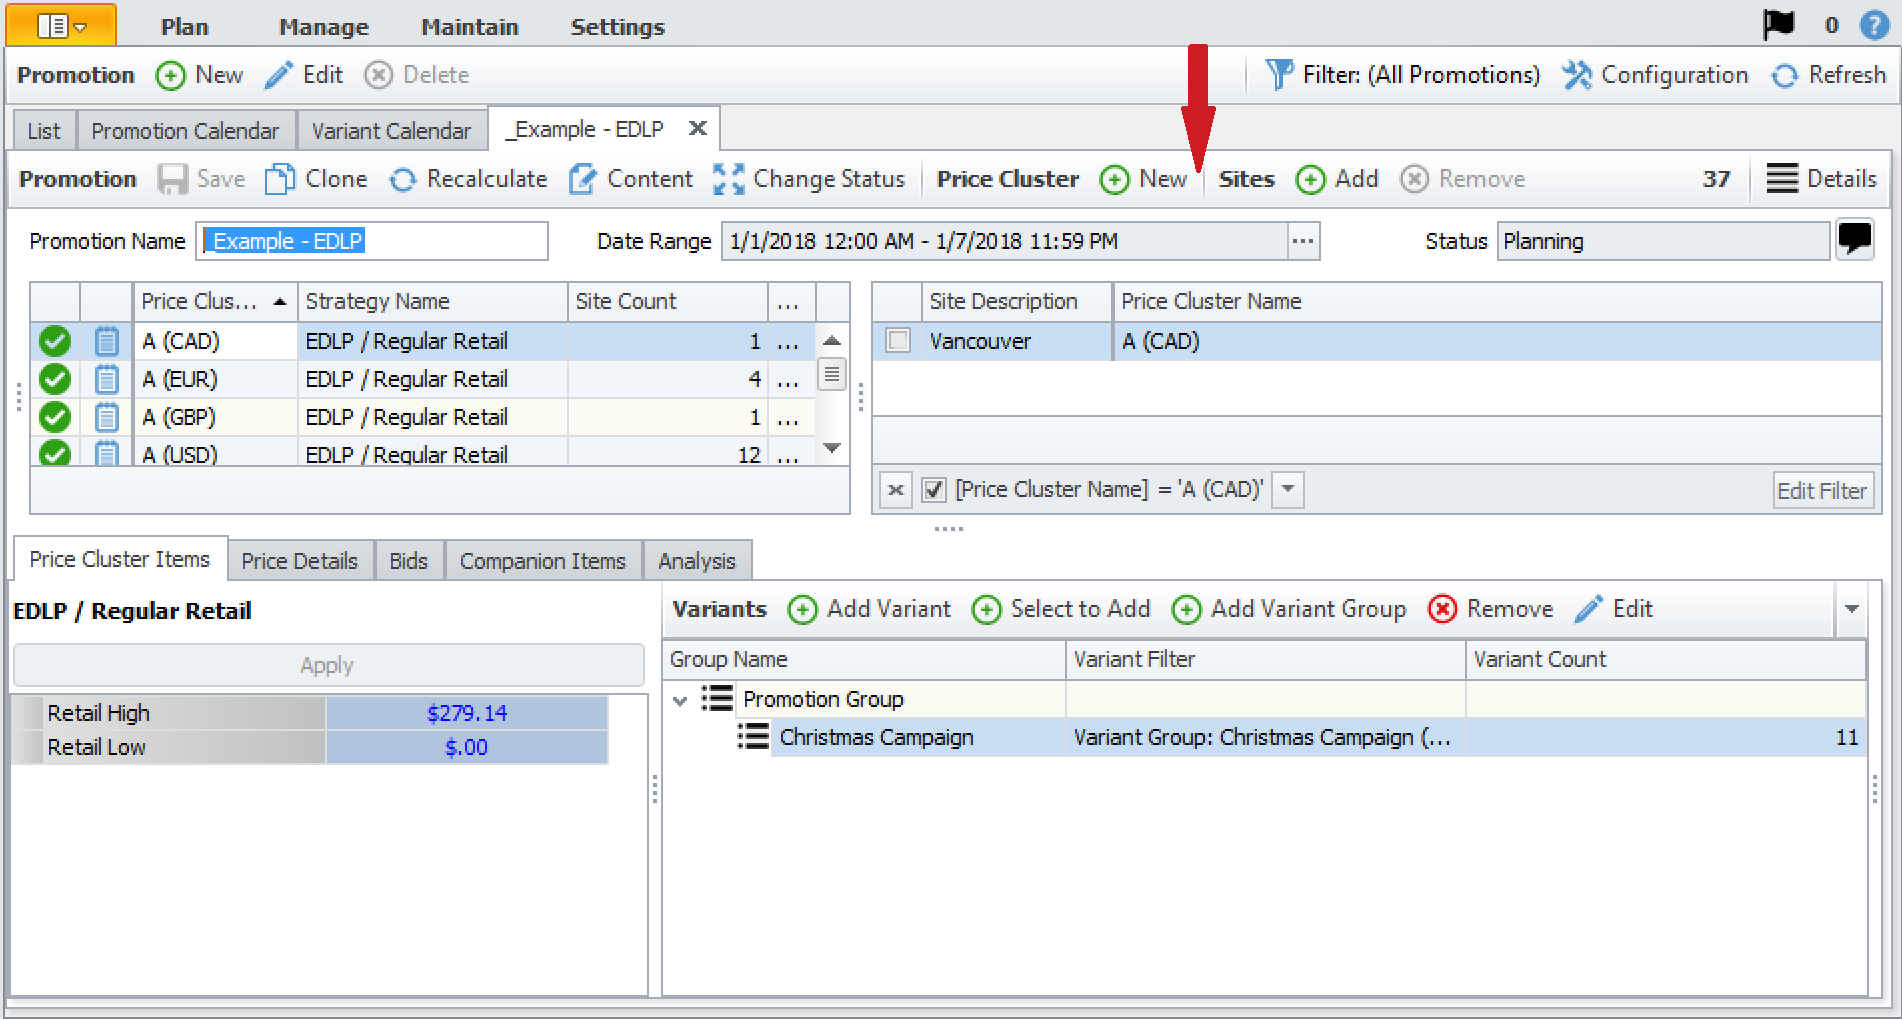 Plan Manage Maintain Settings 0 ?
Promotion New Edit Delete Filter: (All Promotions) Configuration Refresh
List Promotion Calendar Variant Calendar _Example - EDLP
Promotion Save Clone Recalculate Content Change Status Price Cluster New Sites Add Remove 37 Details
Promotion Name _Example - EDLP Date Range 1/1/2018 12:00 AM - 1/7/2018 11:59 PM ... Status Planning
Price Clus... Strategy Name Site Count ... Site Description Price Cluster Name
A (CAD) EDLP / Regular Retail 1 ... Vancouver A (CAD)
A (EUR) EDLP / Regular Retail 4 ...
A (GBP) EDLP / Regular Retail 1 ...
A (USD) EDLP / Regular Retail 12 ...
[Price Cluster Name] = 'A (CAD)' Edit Filter
Price Cluster Items Price Details Bids Companion Items Analysis
EDLP / Regular Retail Variants Add Variant Select to Add Add Variant Group Remove Edit
Apply Group Name Variant Filter Variant Count
Promotion Group
Retail High $279.14
Christmas Campaign Variant Group: Christmas Campaign (... 11
Retail Low $.00